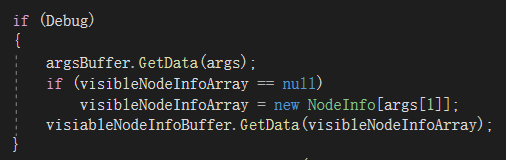 if (Debug)
{
argsBuffer.GetData(args);
if (visibleNodeInfoArray == null)
visibleNodeInfoArray = new NodeInfo[args[1]];
visiableNodeInfoBuffer.GetData(visibleNodeInfoArray);
}